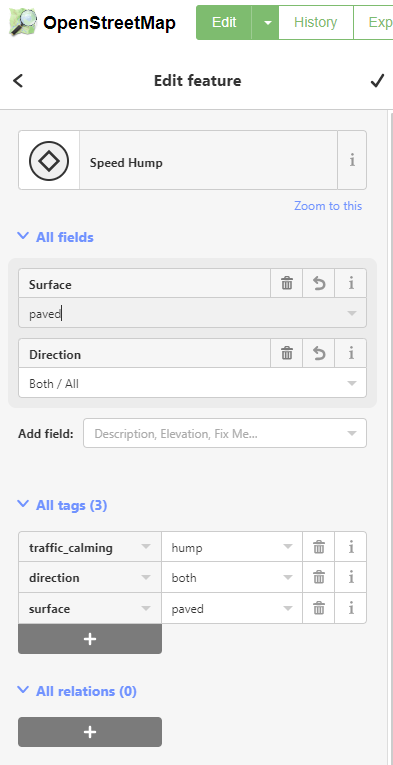 OpenStreetMap Edit History Exp
Edit feature
Speed Hump i
Zoom to this
All fields
Surface i
paved
Direction i
Both / All
Add field: Description, Elevation, Fix Me...
All tags (3)
traffic_calming hump i
direction both i
surface paved i
+
All relations (0)
+